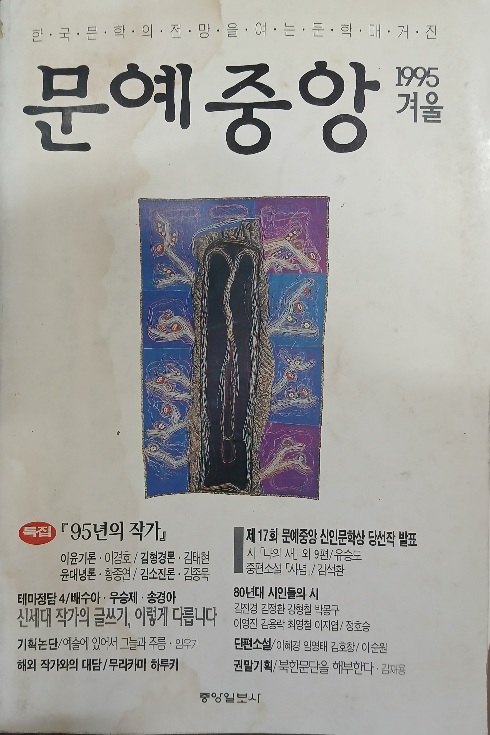 한·국·문·학·의·전·망·을·여·는·문·학·대·겨·진
문예중앙
1995
겨울
특집 『95년의 작가』
이윤기론·이경호 / 김형경론·김태현
윤대녕론·황종연 / 김소진론·김종욱
테마정담 4/배수아·우승제·송경아
신세대 작가의 글쓰기, 이렇게 다릅니다
기획논단/예술에 있어서 그늘과 주름·임우기
해외 작가와의 대담/무라카미 하루키
제17회 문예중앙 신인문학상 당선작 발표
시「나의 새」외 9편/유승도
중편소설「사념」/김석환
80년대 시인들의 시
김진경 김정환 강형철 박몽구
이영진 김용락 최영철 이지엽 / 정호승
단편소설/이혜경 임영태 김호창/이순원
권말기획/북한문단을 해부한다·김재용
중앙일보사